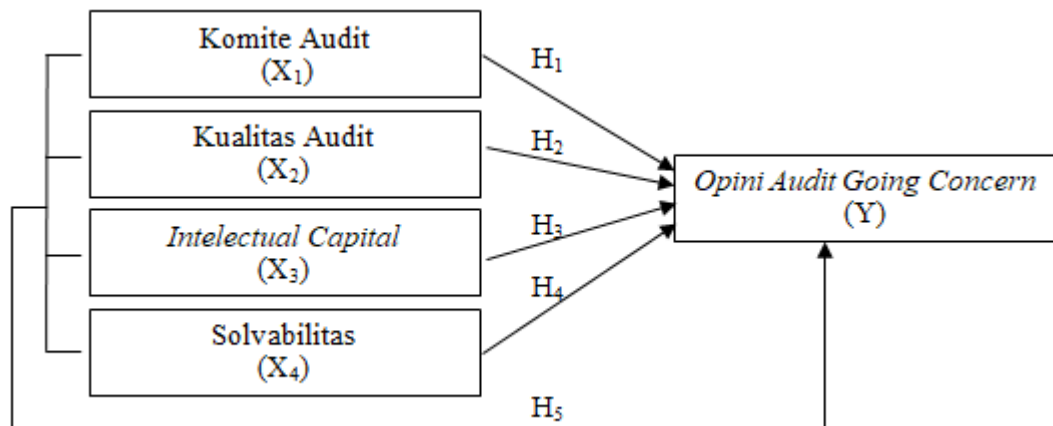 Komite Audit
(X₁)
H₁
Kualitas Audit
(X₂)
H₂
Opini Audit Going Concern
(Y)
Intelectual Capital
(X₃)
H₃
H₄
Solvabilitas
(X₄)
H₅